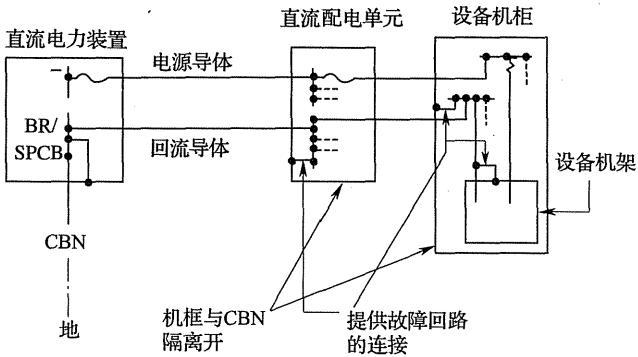 直流电力装置
直流配电单元
设备机柜
电源导体
−
BR/
SPCB
回流导体
设备机架
CBN
地
机框与CBN
隔离开
提供故障回路
的连接